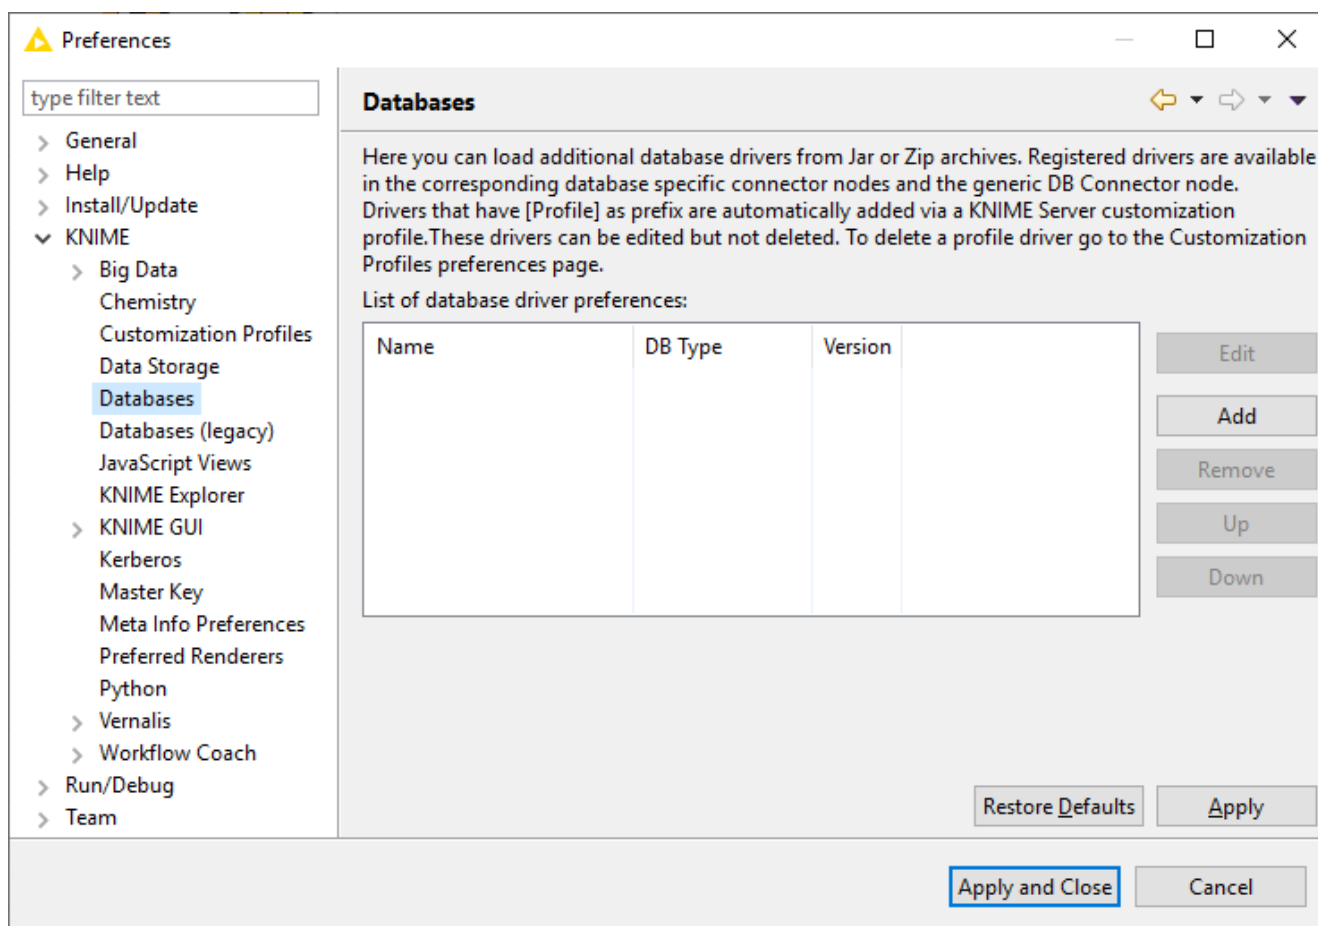 Preferences
type filter text
General
Help
Install/Update
KNIME
Big Data
Chemistry
Customization Profiles
Data Storage
Databases
Databases (legacy)
JavaScript Views
KNIME Explorer
KNIME GUI
Kerberos
Master Key
Meta Info Preferences
Preferred Renderers
Python
Vernalis
Workflow Coach
Run/Debug
Team
Databases
Here you can load additional database drivers from Jar or Zip archives. Registered drivers are available
in the corresponding database specific connector nodes and the generic DB Connector node.
Drivers that have [Profile] as prefix are automatically added via a KNIME Server customization
profile.These drivers can be edited but not deleted. To delete a profile driver go to the Customization
Profiles preferences page.
List of database driver preferences:
Name DB Type Version
Edit
Add
Remove
Up
Down
Restore Defaults Apply
Apply and Close Cancel